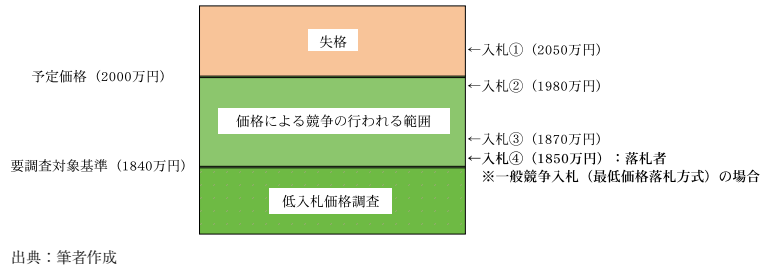 失格
←入札①（2050万円）
予定価格（2000万円）
←入札②（1980万円）
価格による競争の行われる範囲
←入札③（1870万円）
←入札④（1850万円）：落札者
要調査対象基準（1840万円）
※一般競争入札（最低価格落札方式）の場合
低入札価格調査
出典：筆者作成